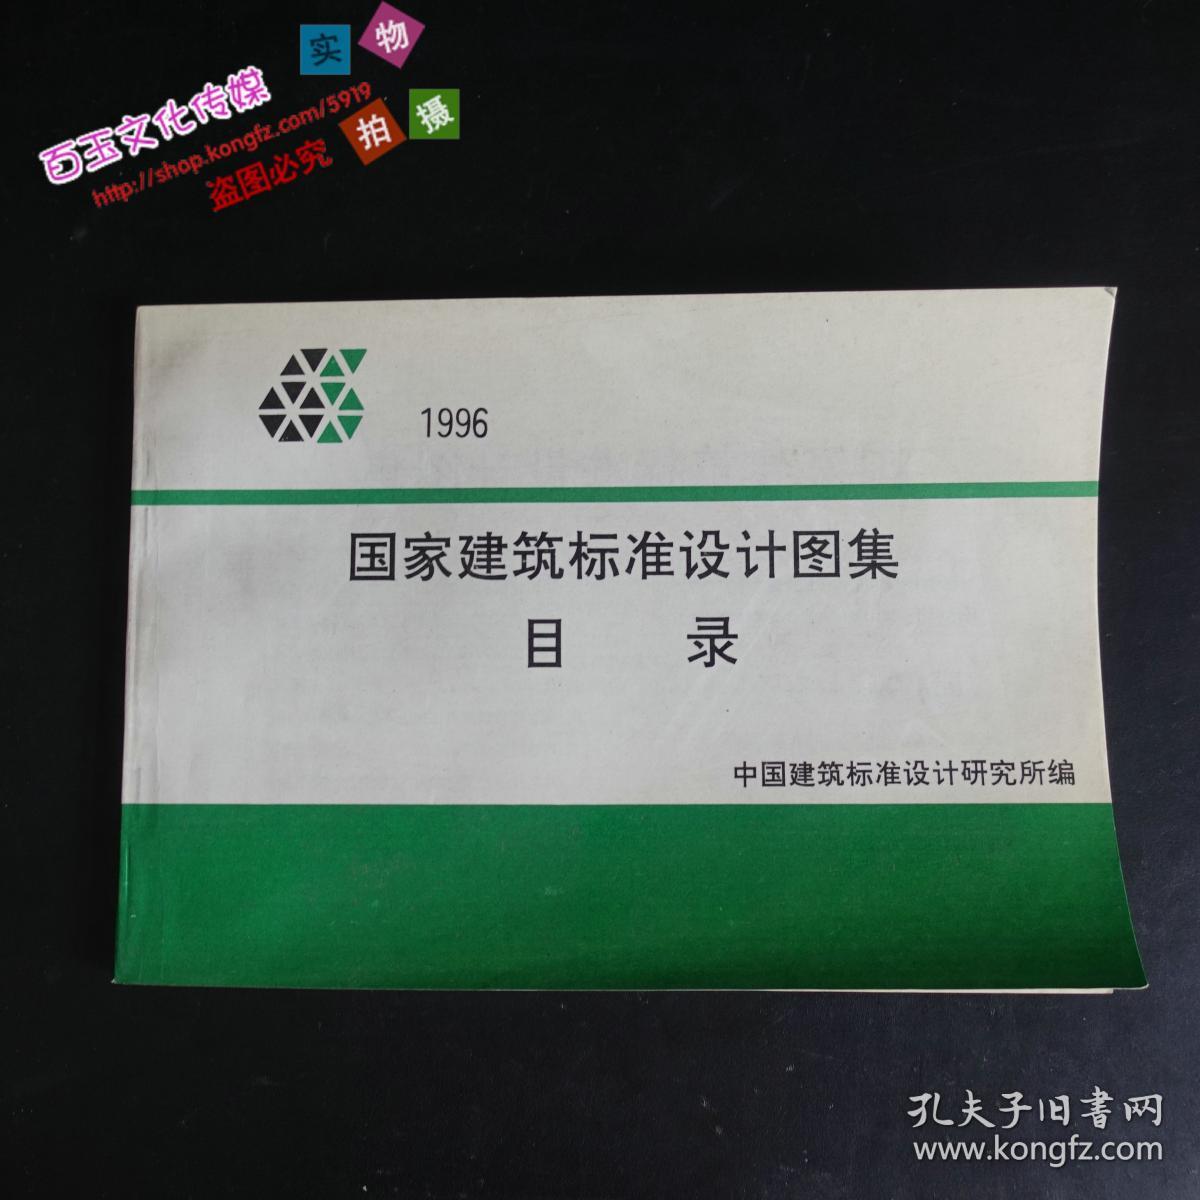 实物
百玉文化传媒
http://shop.kongfz.com/5919
拍摄
盗图必究
1996
国家建筑标准设计图集
目 录
中国建筑标准设计研究所编
孔夫子旧书网
www.kongfz.com